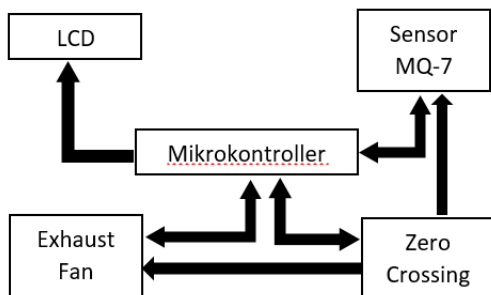 LCD
Sensor
MQ-7
Mikrokontroller
Exhaust
Fan
Zero
Crossing